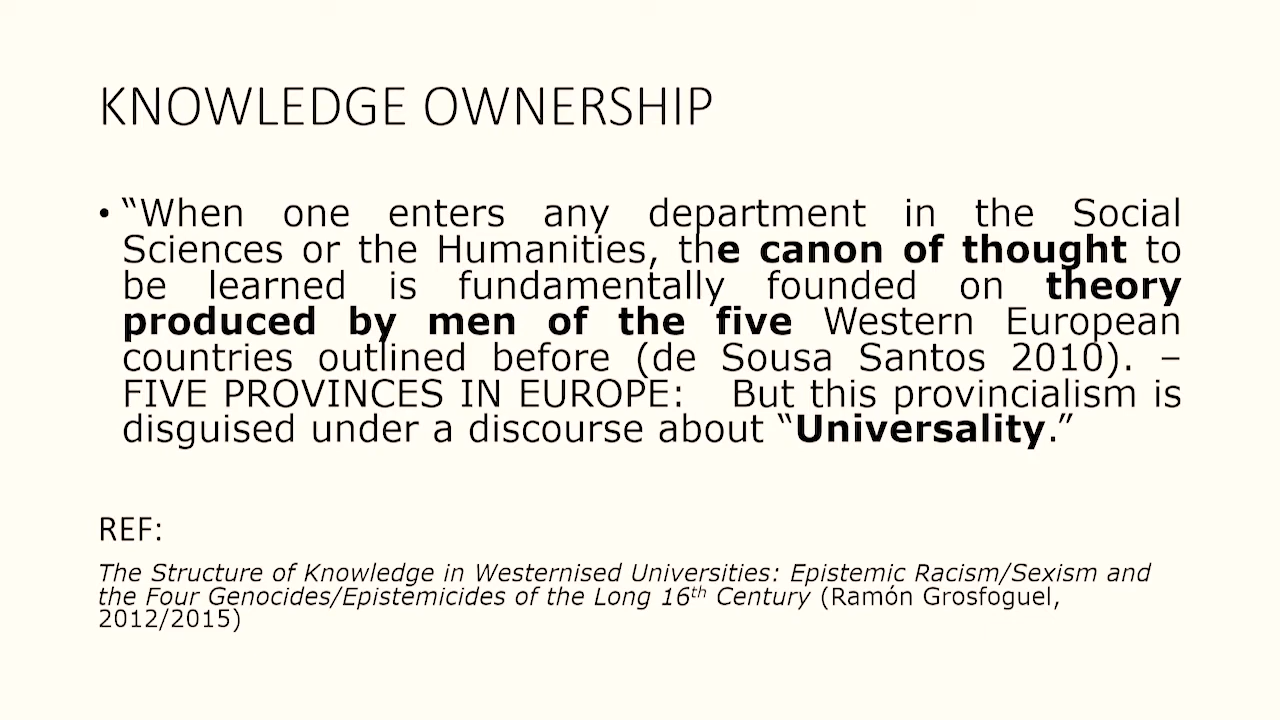 KNOWLEDGE OWNERSHIP
• “When one enters any department in the Social
Sciences or the Humanities, the canon of thought to
be learned is fundamentally founded on theory
produced by men of the five Western European
countries outlined before (de Sousa Santos 2010). –
FIVE PROVINCES IN EUROPE: But this provincialism is
disguised under a discourse about “Universality.”
REF:
The Structure of Knowledge in Westernised Universities: Epistemic Racism/Sexism and
the Four Genocides/Epistemicides of the Long 16th Century (Ramón Grosfoguel,
2012/2015)